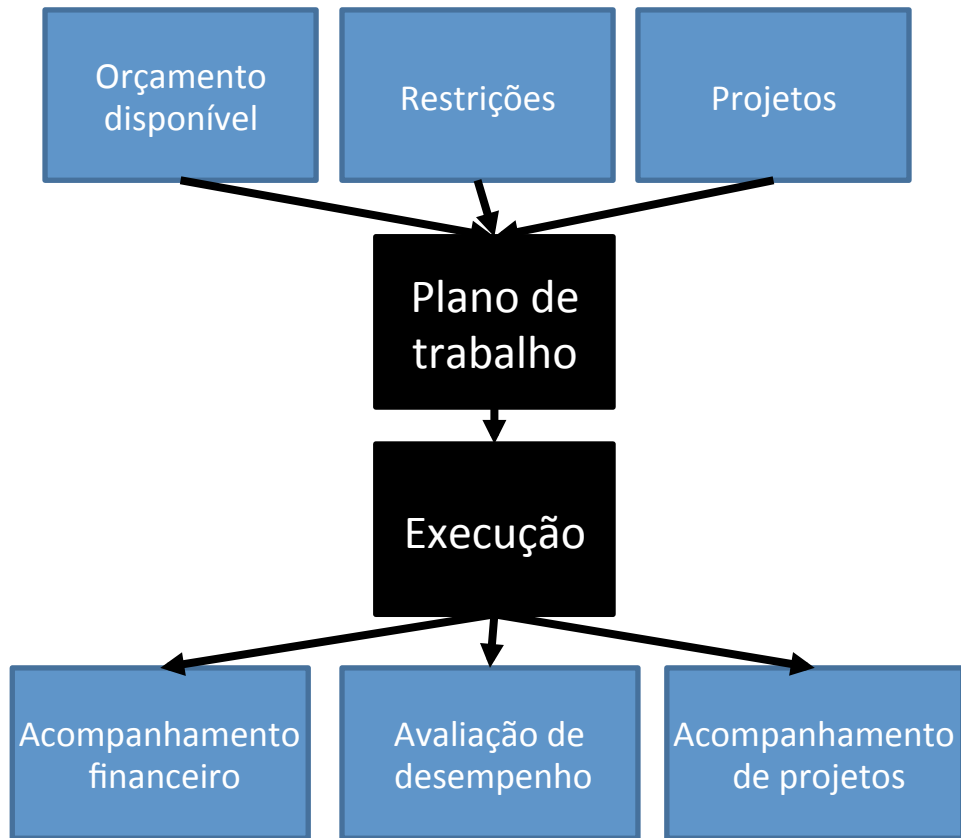 Orçamento
disponível
Restrições
Projetos
Plano de
trabalho
Execução
Acompanhamento
financeiro
Avaliação de
desempenho
Acompanhamento
de projetos